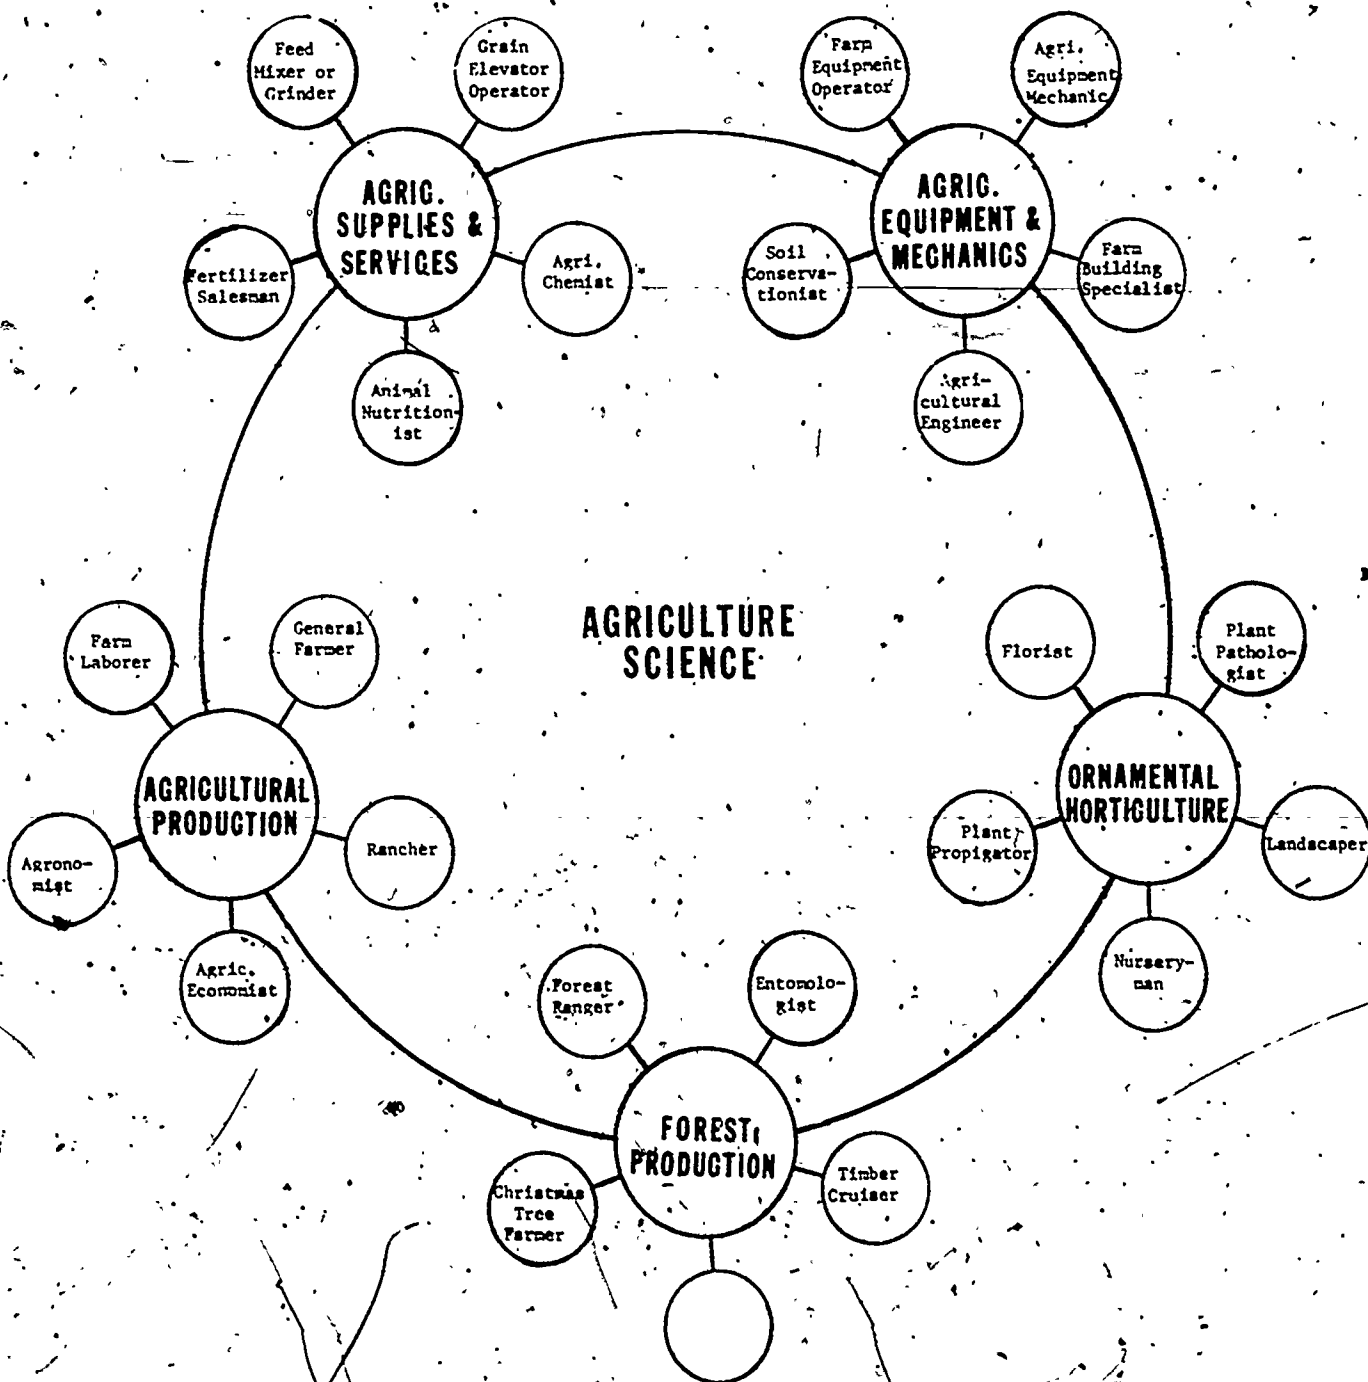 Feed
Mixer or
Grinder
Grain
Elevator
Operator
AGRIC.
SUPPLIES &
SERVICES
Fertilizer
Salesman
Agri.
Chemist
Animal
Nutrition-
ist
Farm
Equipment
Operator
Agri.
Equipment
Mechanic
AGRIC.
EQUIPMENT &
MECHANICS
Soil
Conserva-
tionist
Farm
Building
Specialist
Agri-
cultural
Engineer
AGRICULTURE
SCIENCE
Farm
Laborer
General
Farmer
AGRICULTURAL
PRODUCTION
Agrono-
mist
Rancher
Agric.
Economist
Florist
Plant
Patholo-
gist
ORNAMENTAL
HORTICULTURE
Plant
Propigator
Landscaper
Nursery-
man
Forest
Ranger
Entomolo-
gist
FOREST
PRODUCTION
Christmas
Tree
Farmer
Timber
Cruiser